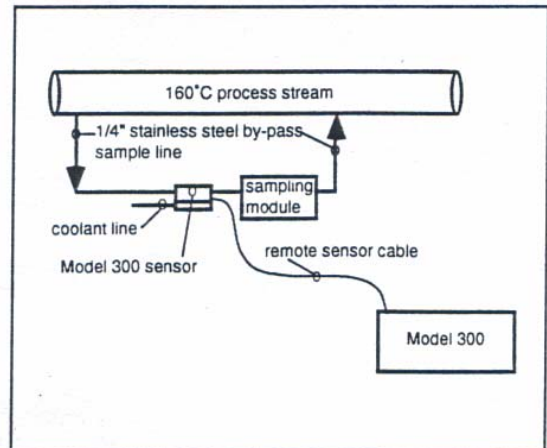 160°C process stream
1/4" stainless steel by-pass
sample line
sampling
module
coolant line
Model 300 sensor
remote sensor cable
Model 300